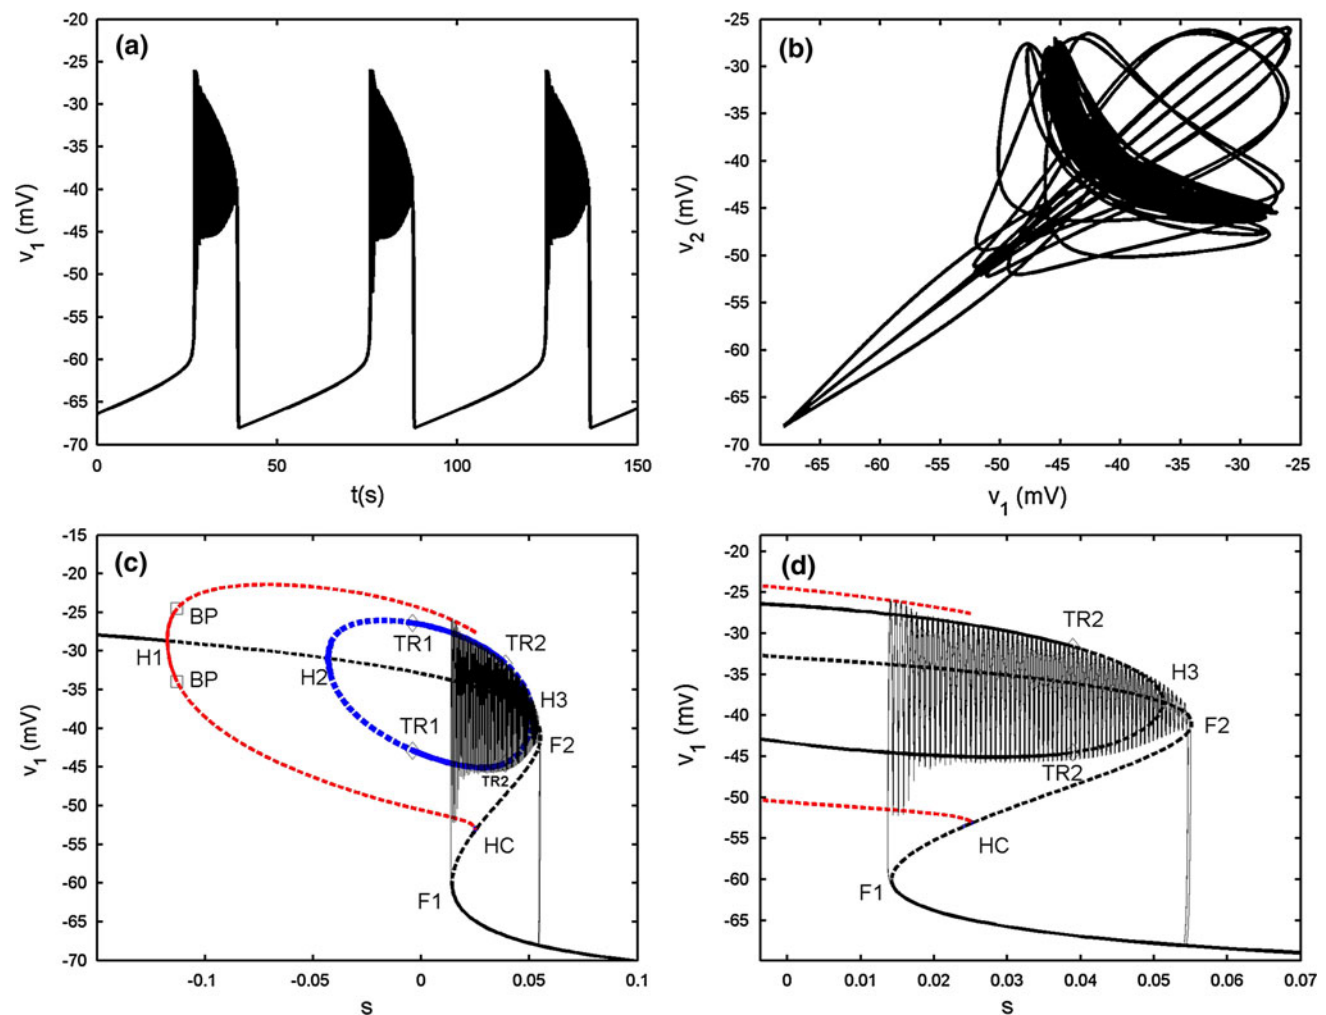 (a)
-20
-25
-30
-35
-40
-45
-50
-55
-60
-65
-70
v1 (mV)
0 50 100 150
t(s)
(b)
-25
-30
-35
-40
-45
-50
-55
-60
-65
-70
v2 (mV)
-70 -65 -60 -55 -50 -45 -40 -35 -30 -25
v1 (mV)
(c)
-15
-20
-25
-30
-35
-40
-45
-50
-55
-60
-65
-70
v1 (mV)
BP
TR1
TR2
H1
H2
BP
H3
TR1
F2
TR2
HC
F1
-0.1 -0.05 0 0.05 0.1
s
(d)
-20
-25
-30
-35
-40
-45
-50
-55
-60
-65
v1 (mv)
TR2
H3
F2
TR2
HC
F1
0 0.01 0.02 0.03 0.04 0.05 0.06 0.07
s